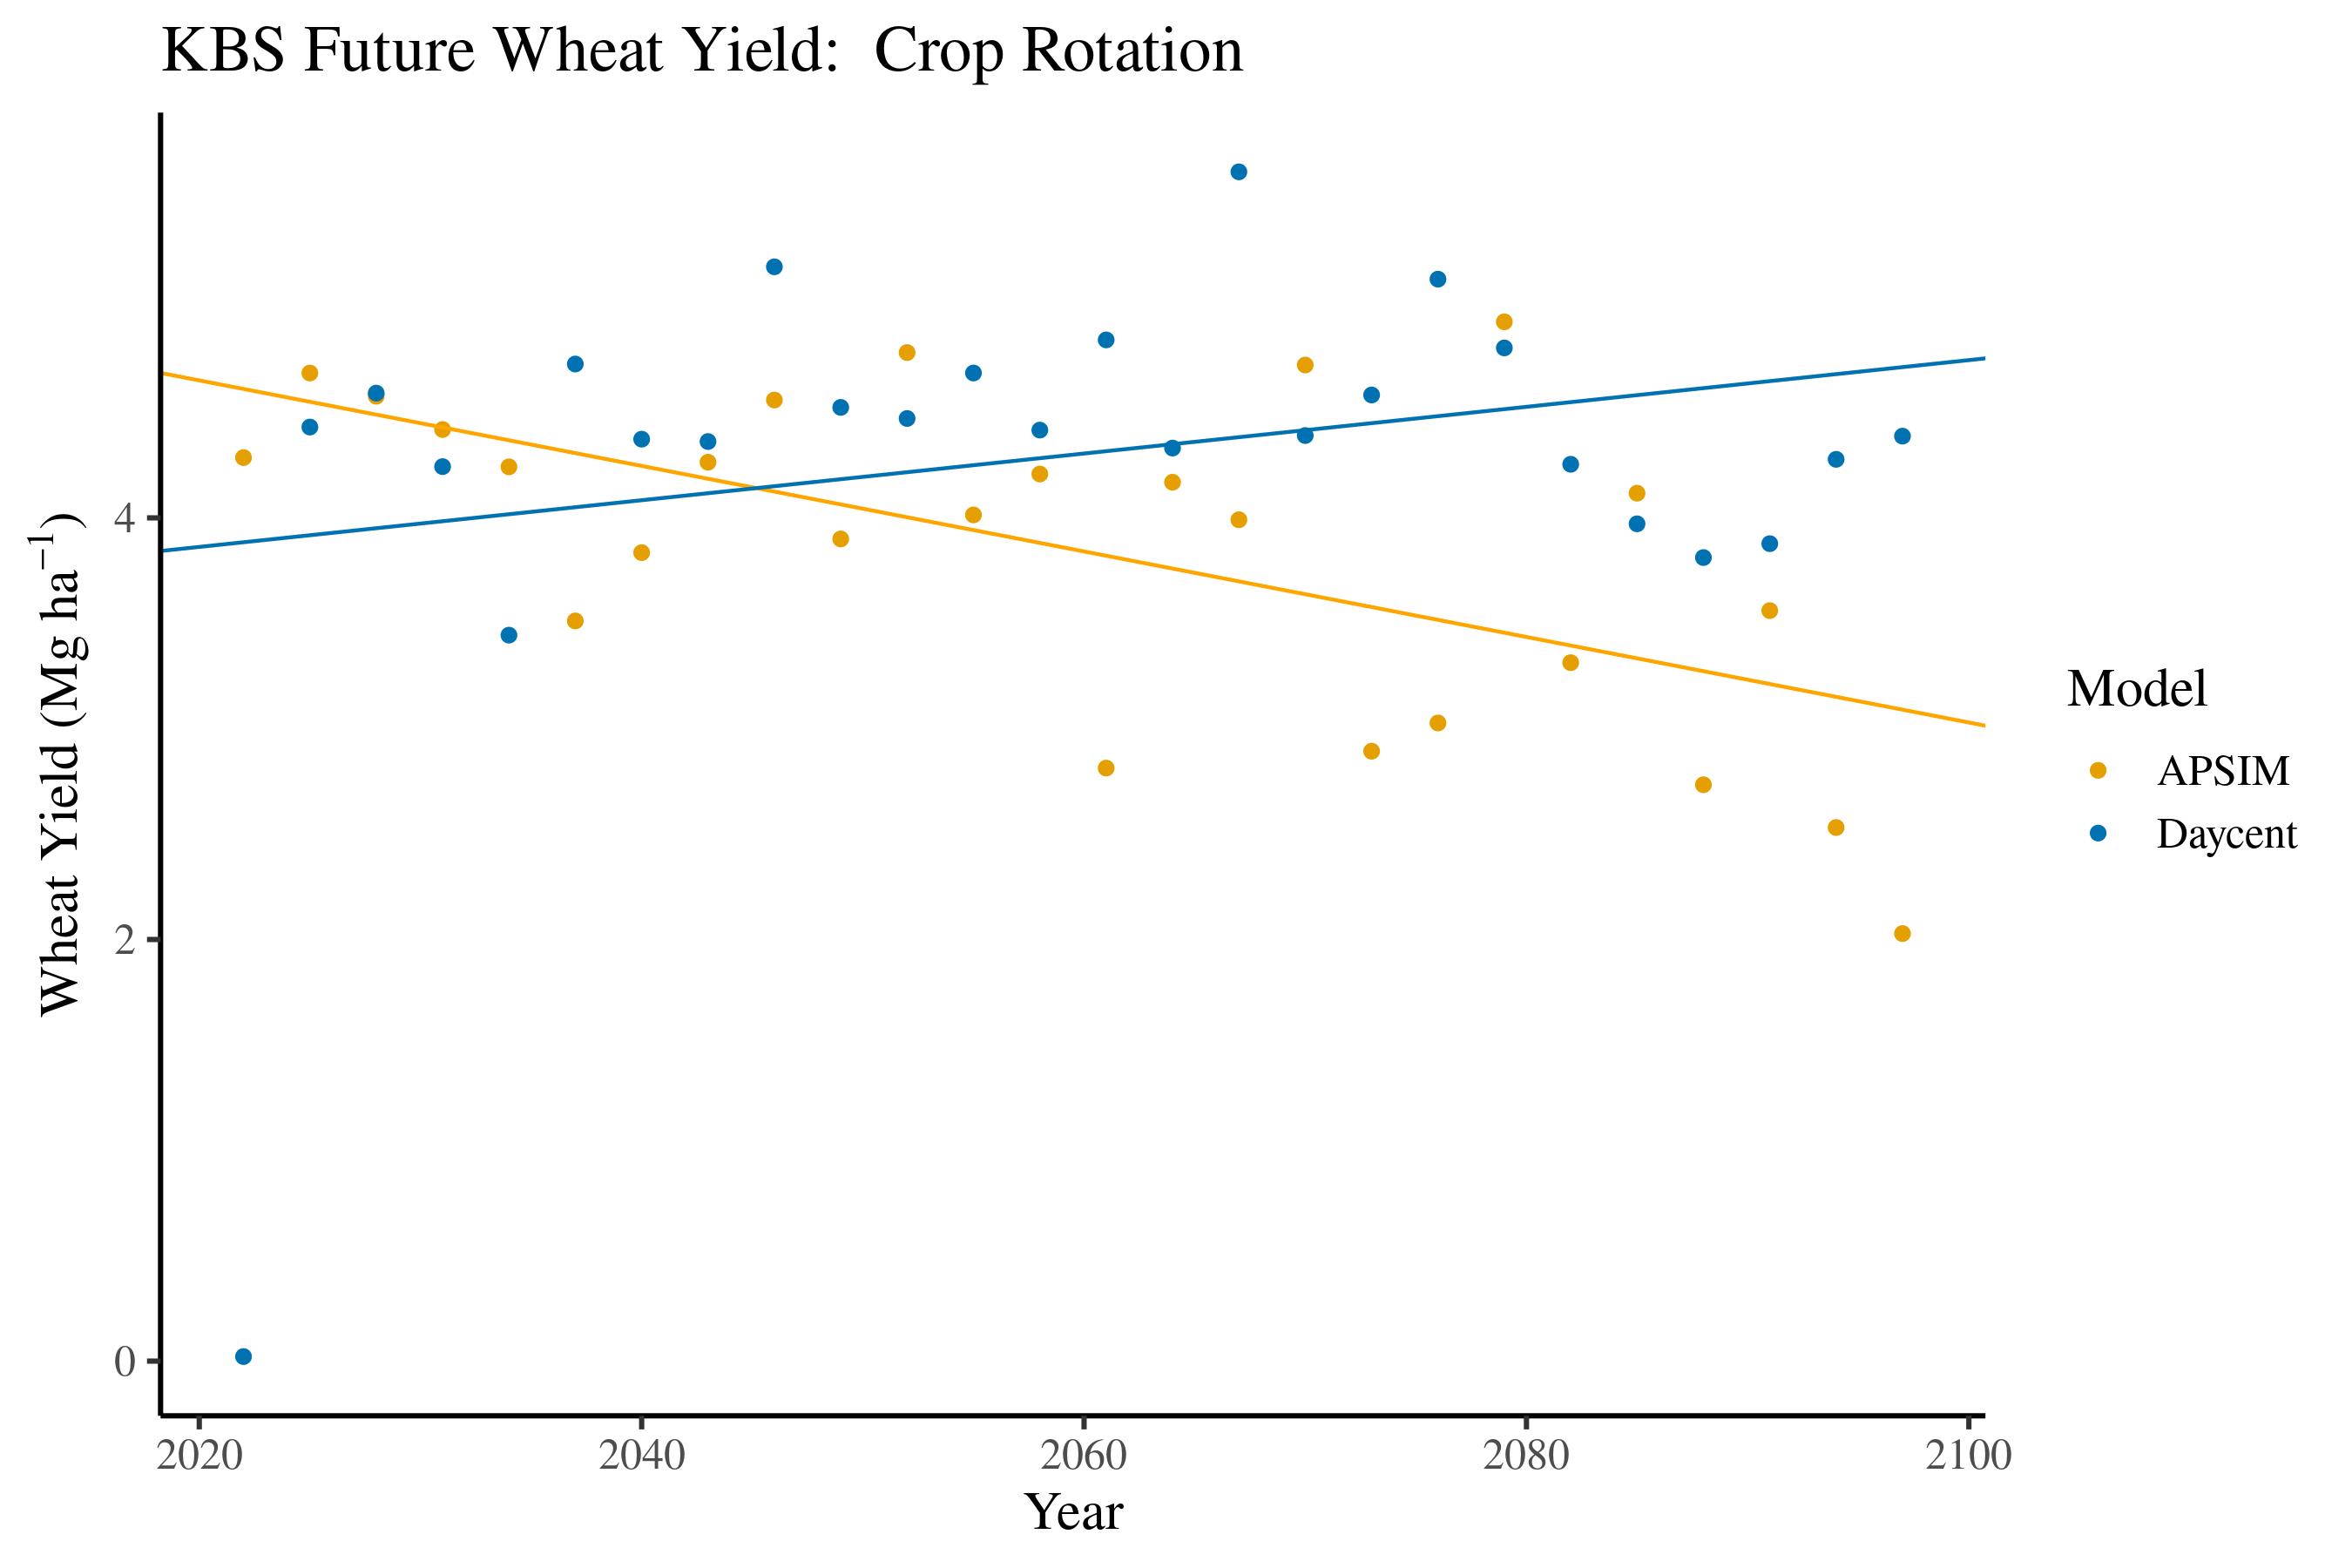 KBS Future Wheat Yield: Crop Rotation
Wheat Yield (Mg ha⁻¹)
4
2
0
2020 2040 2060 2080 2100
Year
Model
APSIM
Daycent